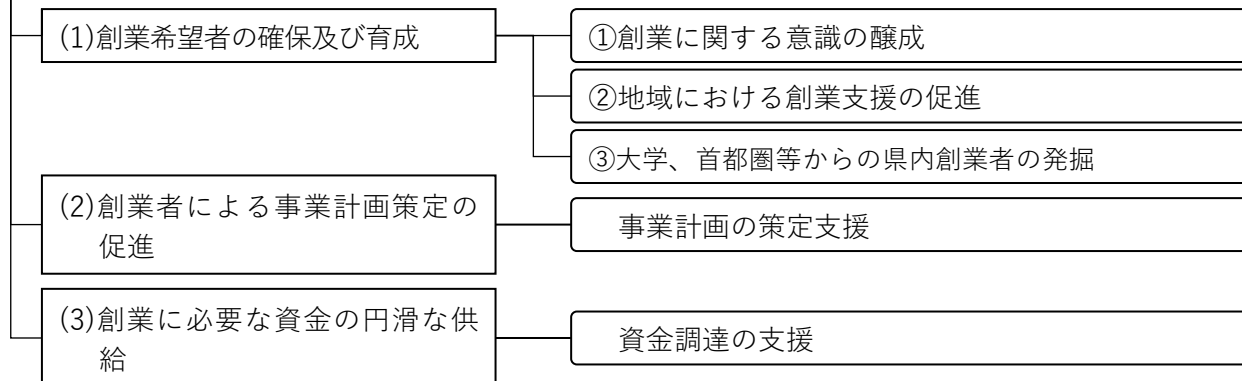 (1)創業希望者の確保及び育成
①創業に関する意識の醸成
②地域における創業支援の促進
③大学、首都圏等からの県内創業者の発掘
(2)創業者による事業計画策定の
促進
事業計画の策定支援
(3)創業に必要な資金の円滑な供
給
資金調達の支援